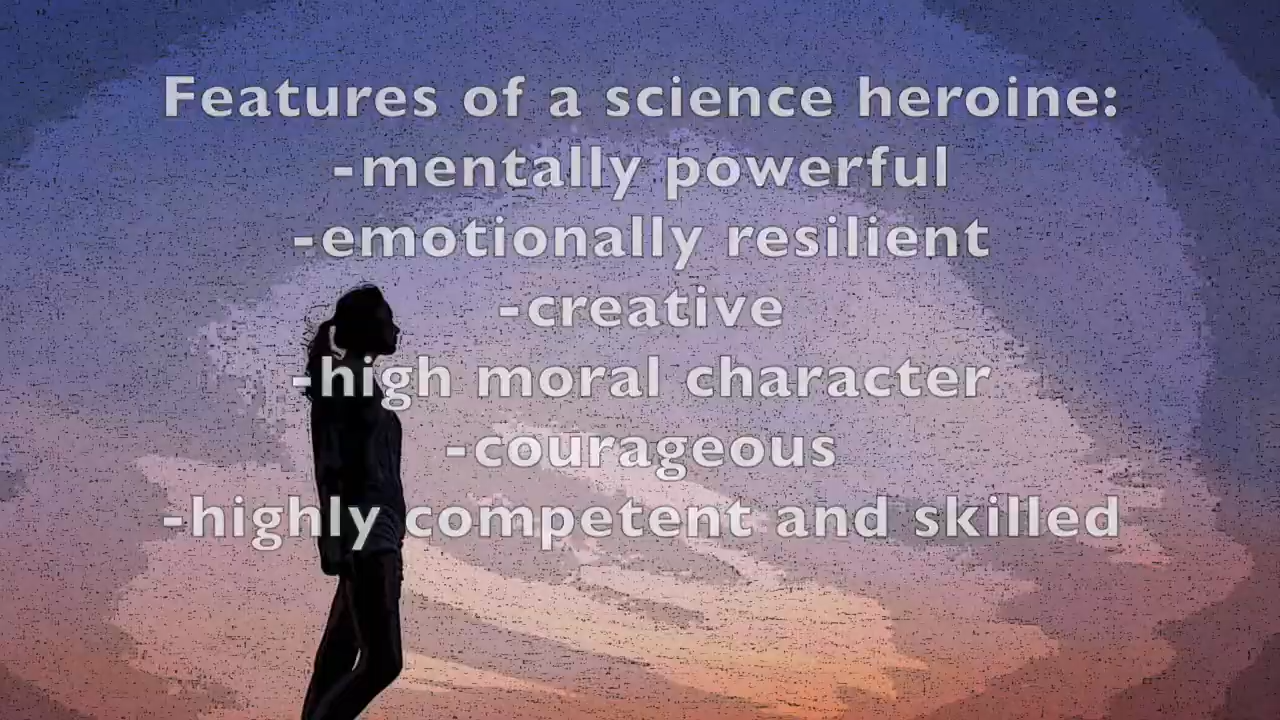 Features of a science heroine:
-mentally powerful
-emotionally resilient
-creative
-high moral character
-courageous
-highly competent and skilled